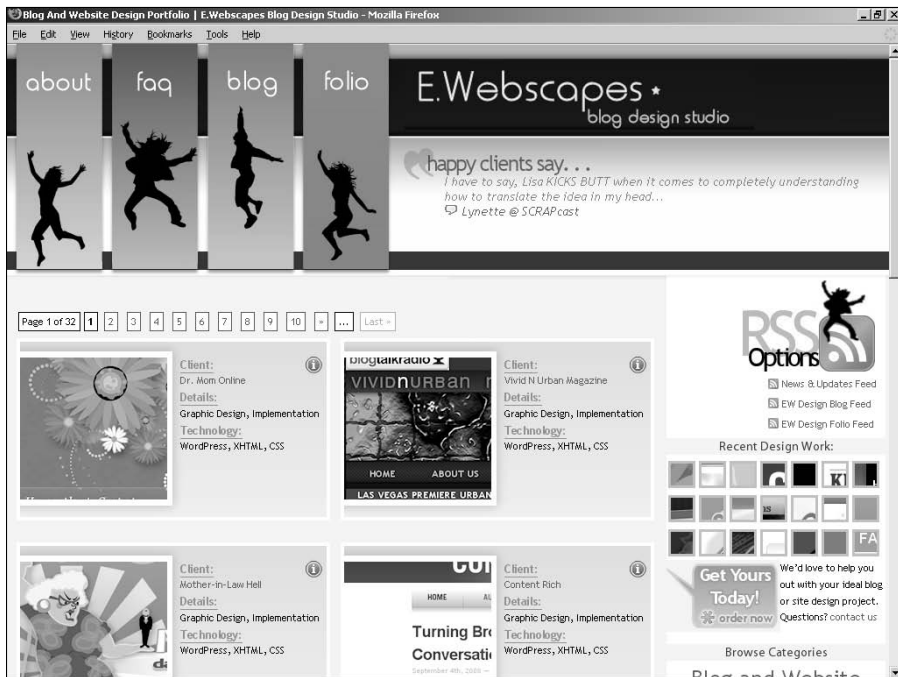 Blog And Website Design Portfolio | E.Webscapes Blog Design Studio - Mozilla Firefox
File Edit View History Bookmarks Tools Help
about faq blog folio
E.Webscapes
blog design studio
happy clients say. . .
I have to say, Lisa KICKS BUTT when it comes to completely understanding
how to translate the idea in my head...
Lynette @ SCRAPcast
Page 1 of 32 1 2 3 4 5 6 7 8 9 10 » ... Last »
Client:
Dr. Mom Online
Details:
Graphic Design, Implementation
Technology:
WordPress, XHTML, CSS
blogtalkradio
VIVIDNURBAN
HOME ABOUT US
LAS VEGAS PREMIERE URBAN
Client:
Vivid N Urban Magazine
Details:
Graphic Design, Implementation
Technology:
WordPress, XHTML, CSS
Client:
Mother-in-Law Hell
Details:
Graphic Design, Implementation
Technology:
WordPress, XHTML, CSS
HOME
Turning Bro
Conversati
September 4th, 2008 —
Client:
Content Rich
Details:
Graphic Design, Implementation
Technology:
WordPress, XHTML, CSS
RSS
Options
News & Updates Feed
EW Design Blog Feed
EW Design Folio Feed
Recent Design Work:
FA
Get Yours
Today!
order now
We'd love to help you
out with your ideal blog
or site design project.
Questions? contact us
Browse Categories
Blog and Website